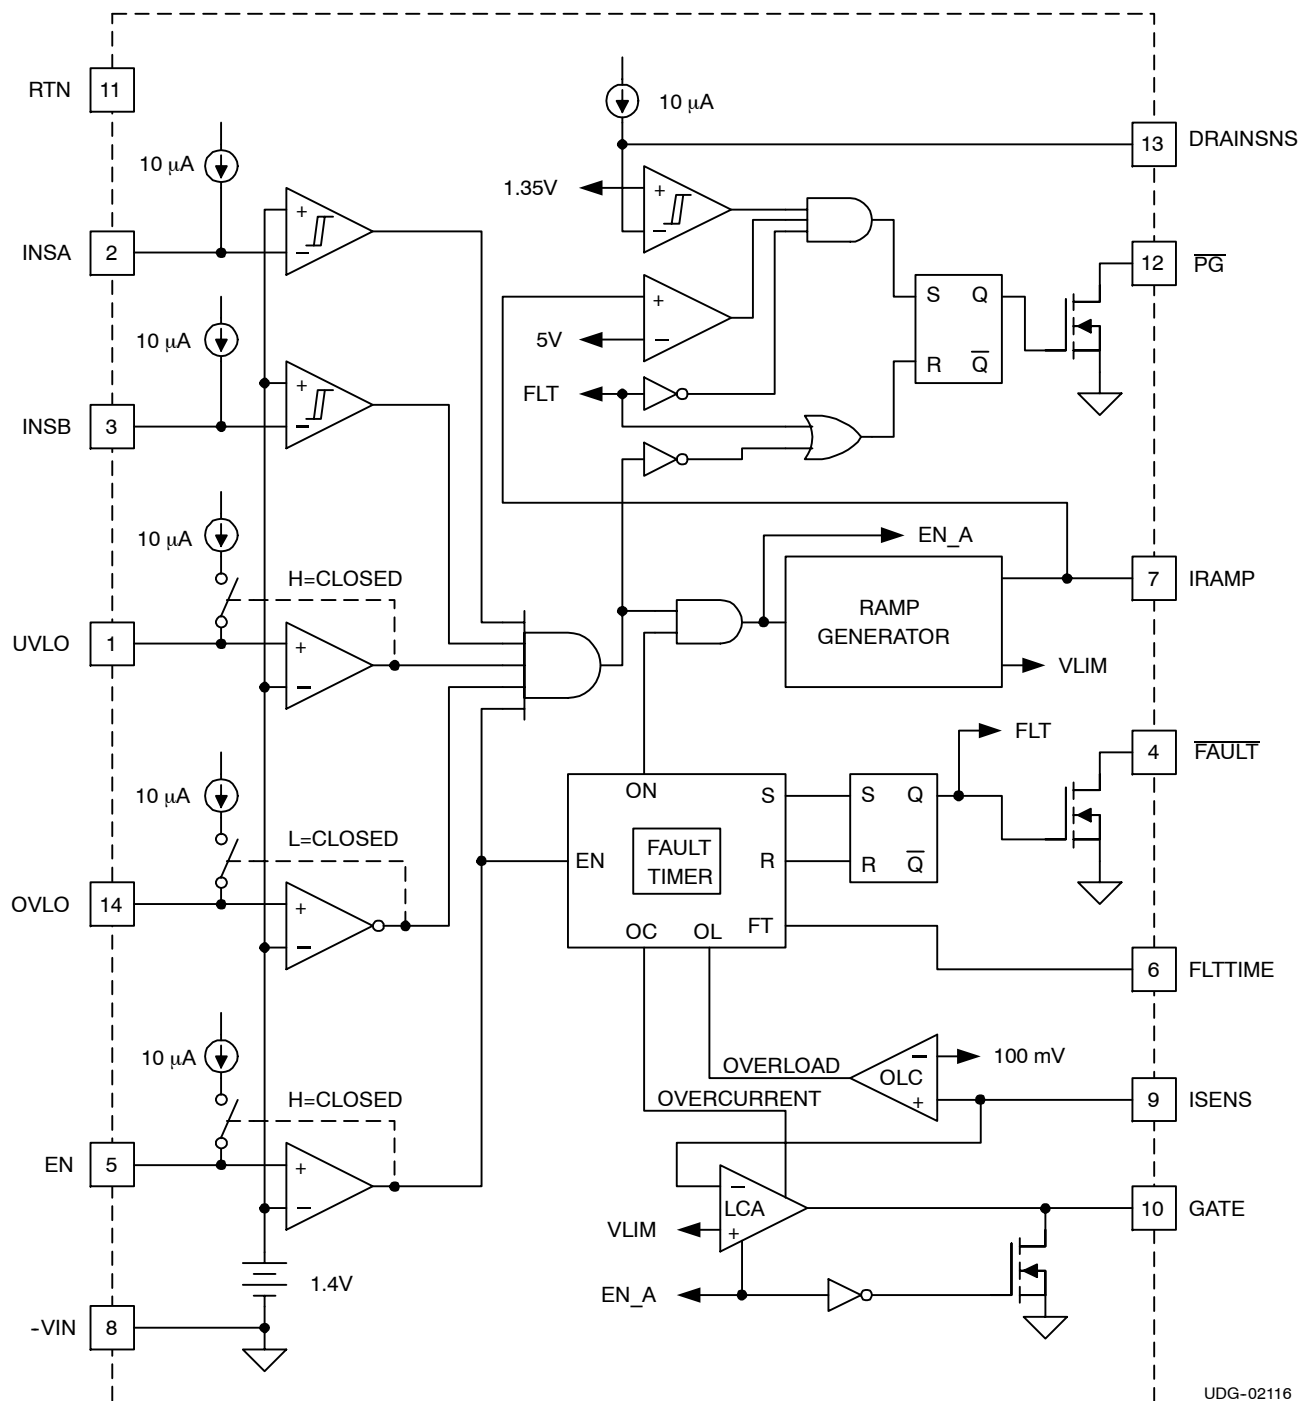 RTN 11
10 µA
INSA 2
+
−
10 µA
INSB 3
+
−
10 µA
H=CLOSED
UVLO 1
+
−
10 µA
L=CLOSED
OVLO 14
+
−
10 µA
H=CLOSED
EN 5
+
−
1.4V
-VIN 8
10 µA
13 DRAINSNS
1.35V
+
−
12 PG
S Q
R Q
+
5V
−
FLT
EN_A
RAMP
GENERATOR
7 IRAMP
VLIM
FLT
4 FAULT
ON
S
EN
FAULT
TIMER
R
OC OL FT
S Q
R Q
6 FLTTIME
OVERLOAD
−
OLC
+
100 mV
OVERCURRENT
9 ISENS
−
LCA
+
VLIM
10 GATE
EN_A
UDG-02116